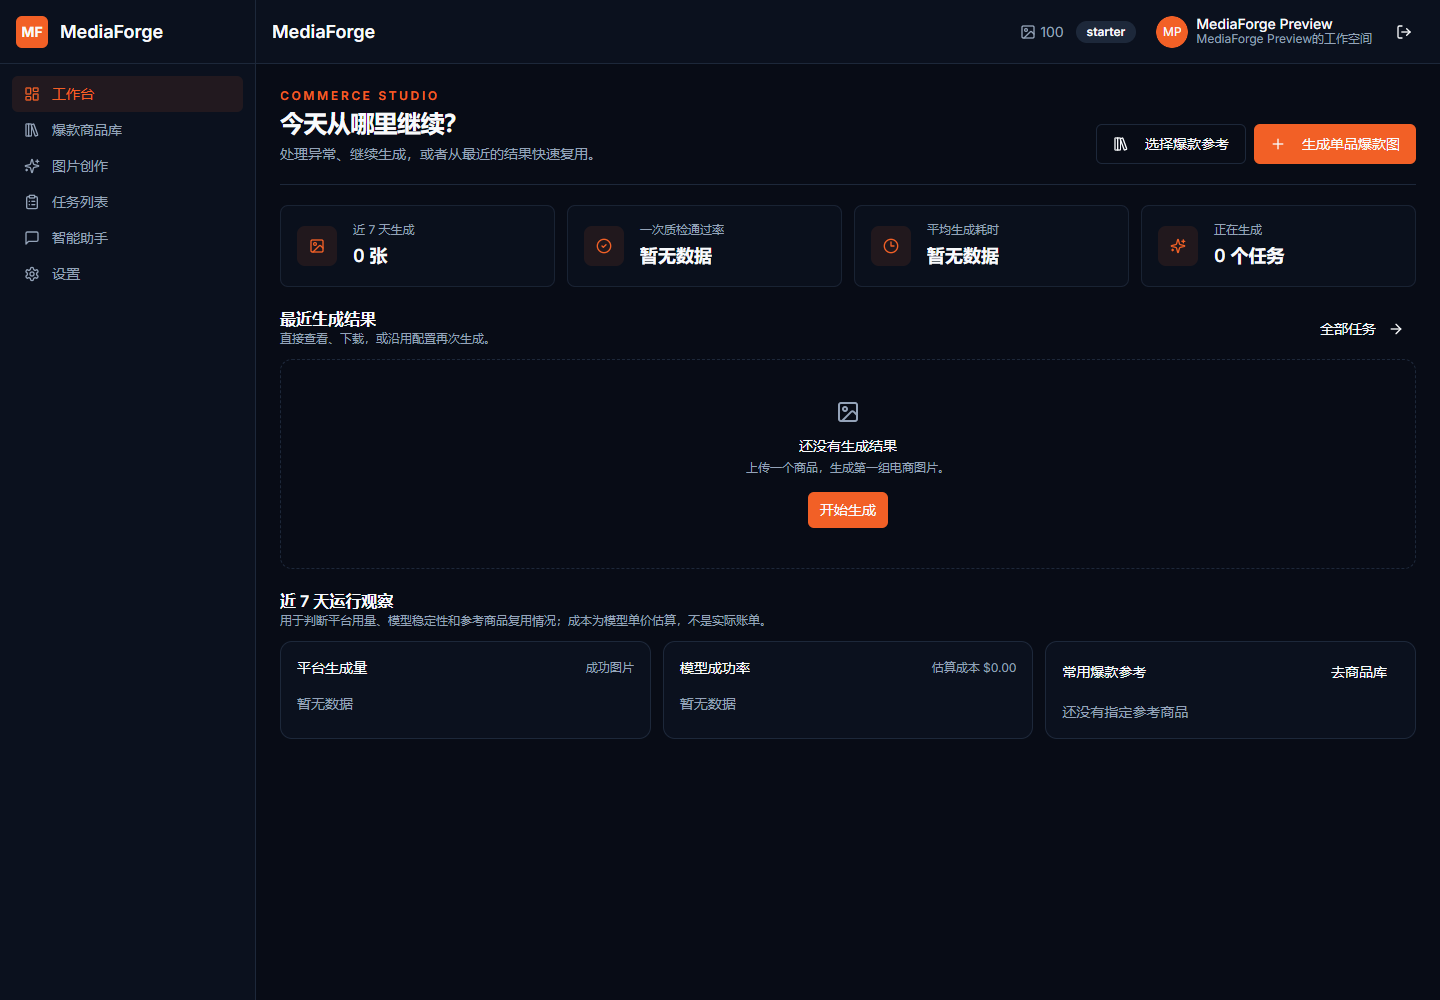 MF MediaForge
MediaForge
100
starter
MP
MediaForge Preview
MediaForge Preview的工作空间
工作台
爆款商品库
图片创作
任务列表
智能助手
设置
COMMERCE STUDIO
今天从哪里继续？
处理异常、继续生成，或者从最近的结果快速复用。
选择爆款参考
生成单品爆款图
近 7 天生成
0 张
一次质检通过率
暂无数据
平均生成耗时
暂无数据
正在生成
0 个任务
最近生成结果
直接查看、下载，或沿用配置再次生成。
全部任务
还没有生成结果
上传一个商品，生成第一组电商图片。
开始生成
近 7 天运行观察
用于判断平台用量、模型稳定性和参考商品复用情况；成本为模型单价估算，不是实际账单。
平台生成量
成功图片
暂无数据
模型成功率
估算成本 $0.00
暂无数据
常用爆款参考
去商品库
还没有指定参考商品